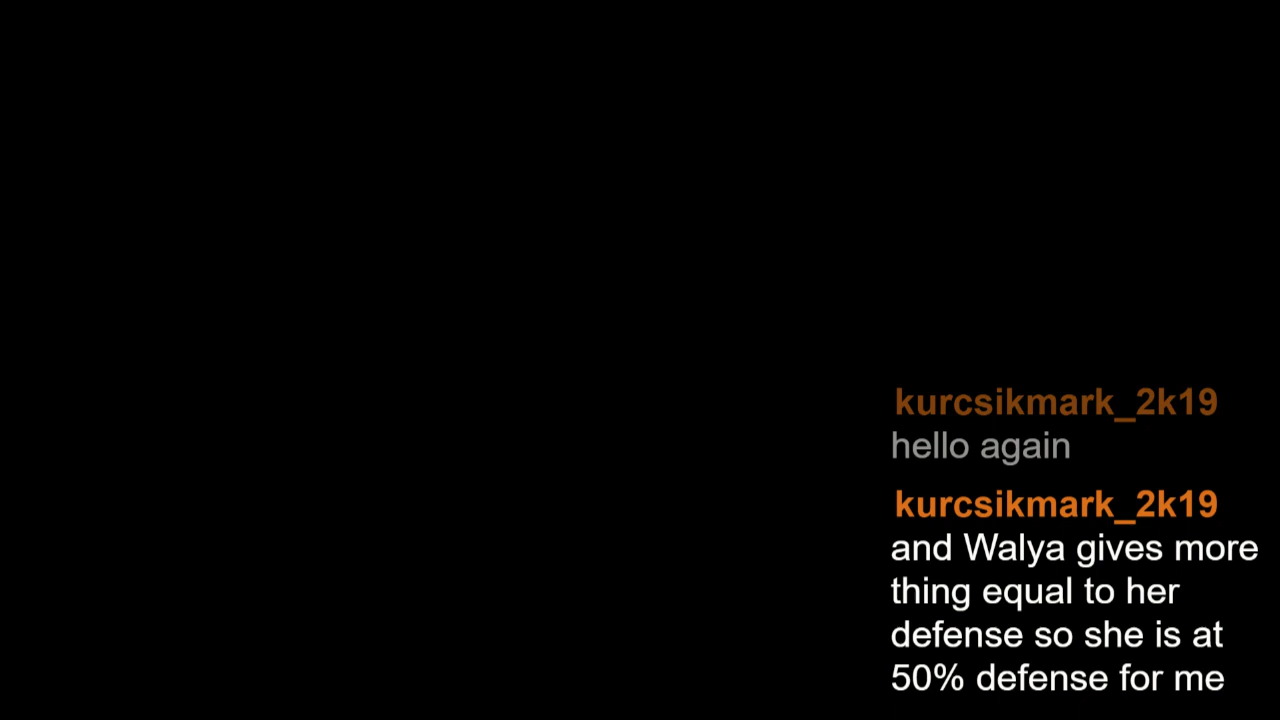 kurcsikmark_2k19
hello again
kurcsikmark_2k19
and Walya gives more
thing equal to her
defense so she is at
50% defense for me